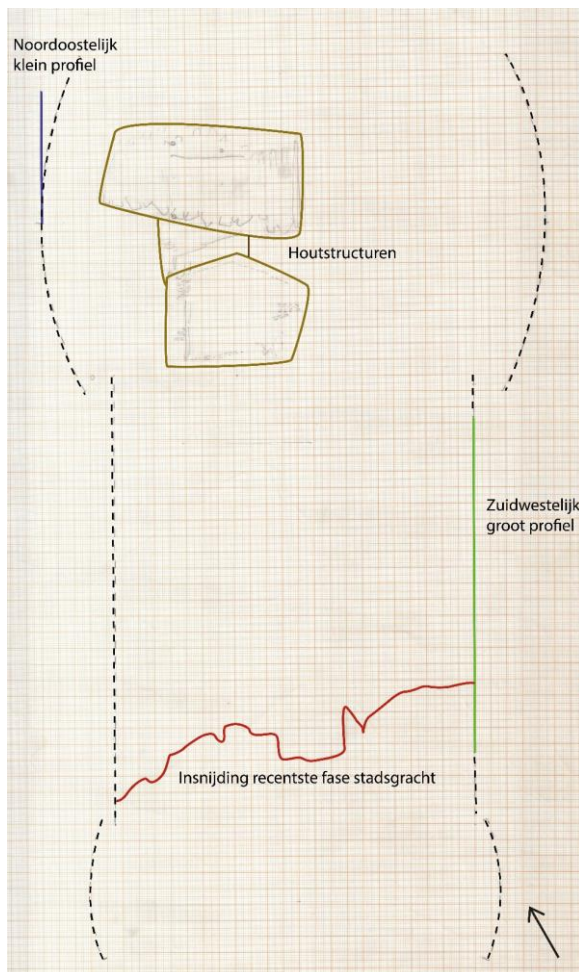 Noordoostelijk
klein profiel
Houtstructuren
Zuidwestelijk
groot profiel
Insnijding recentste fase stadsgracht